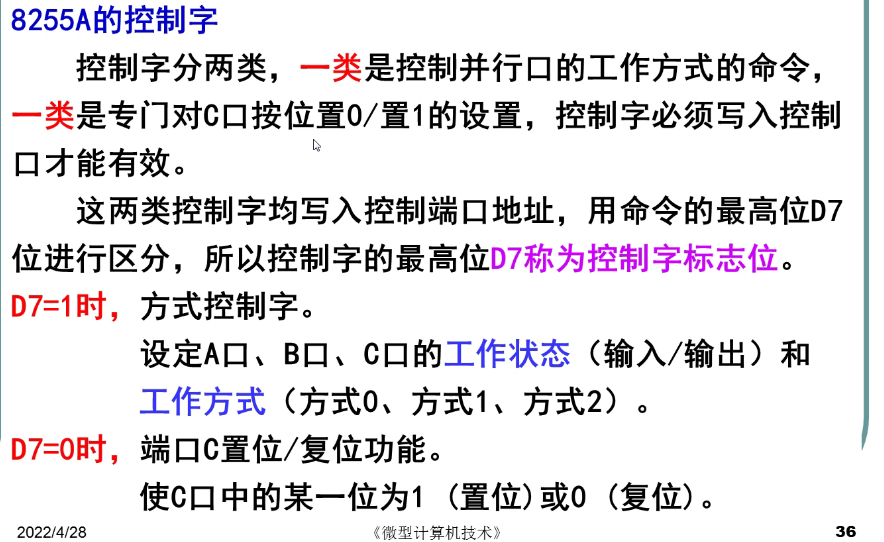 8255A的控制字
控制字分两类，一类是控制并行口的工作方式的命令，
一类是专门对C口按位置0/置1的设置，控制字必须写入控制
口才能有效。
这两类控制字均写入控制端口地址，用命令的最高位D7
位进行区分，所以控制字的最高位D7称为控制字标志位。
D7=1时，方式控制字。
设定A口、B口、C口的工作状态（输入/输出）和
工作方式（方式0、方式1、方式2）。
D7=0时，端口C置位/复位功能。
使C口中的某一位为1 (置位)或0 (复位)。
2022/4/28
《微型计算机技术》
36